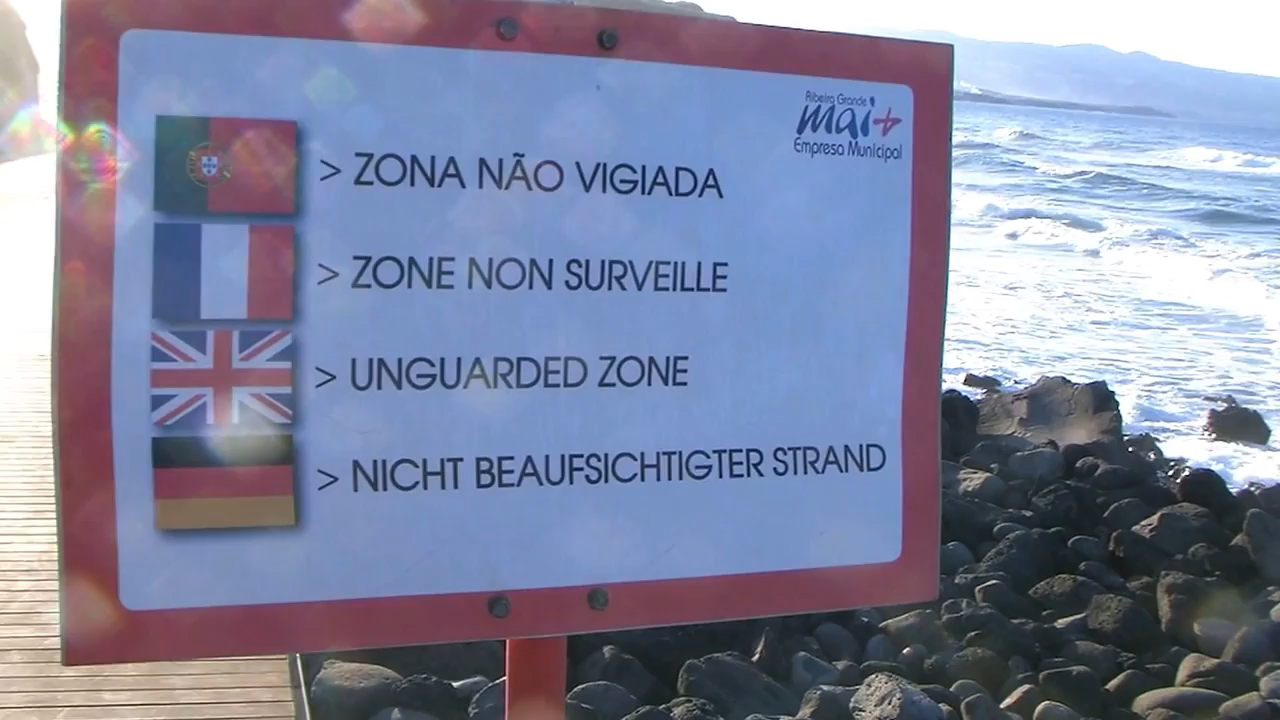 Ribeira Grande
mai+
Empresa Municipal
> ZONA NÃO VIGIADA
> ZONE NON SURVEILLE
> UNGUARDED ZONE
> NICHT BEAUFSICHTIGTER STRAND